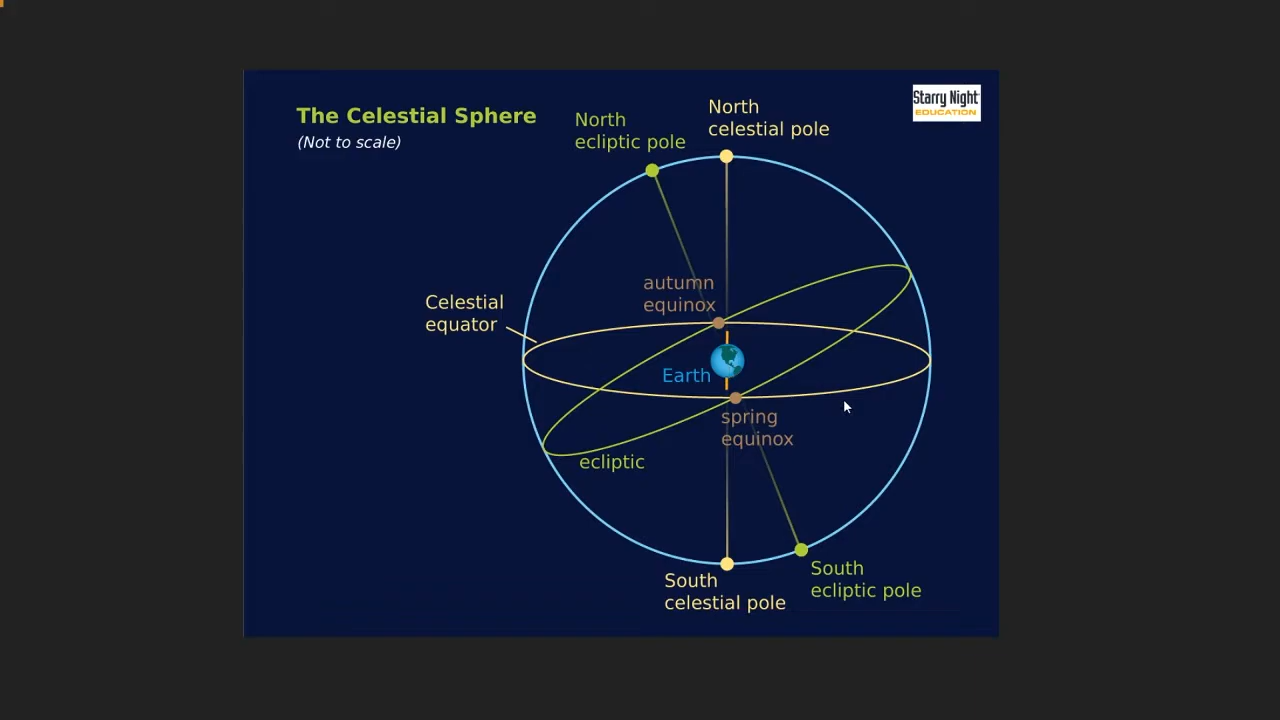 The Celestial Sphere
(Not to scale)
North
ecliptic pole
North
celestial pole
Starry Night
EDUCATION
autumn
equinox
Celestial
equator
Earth
spring
equinox
ecliptic
South
celestial pole
South
ecliptic pole